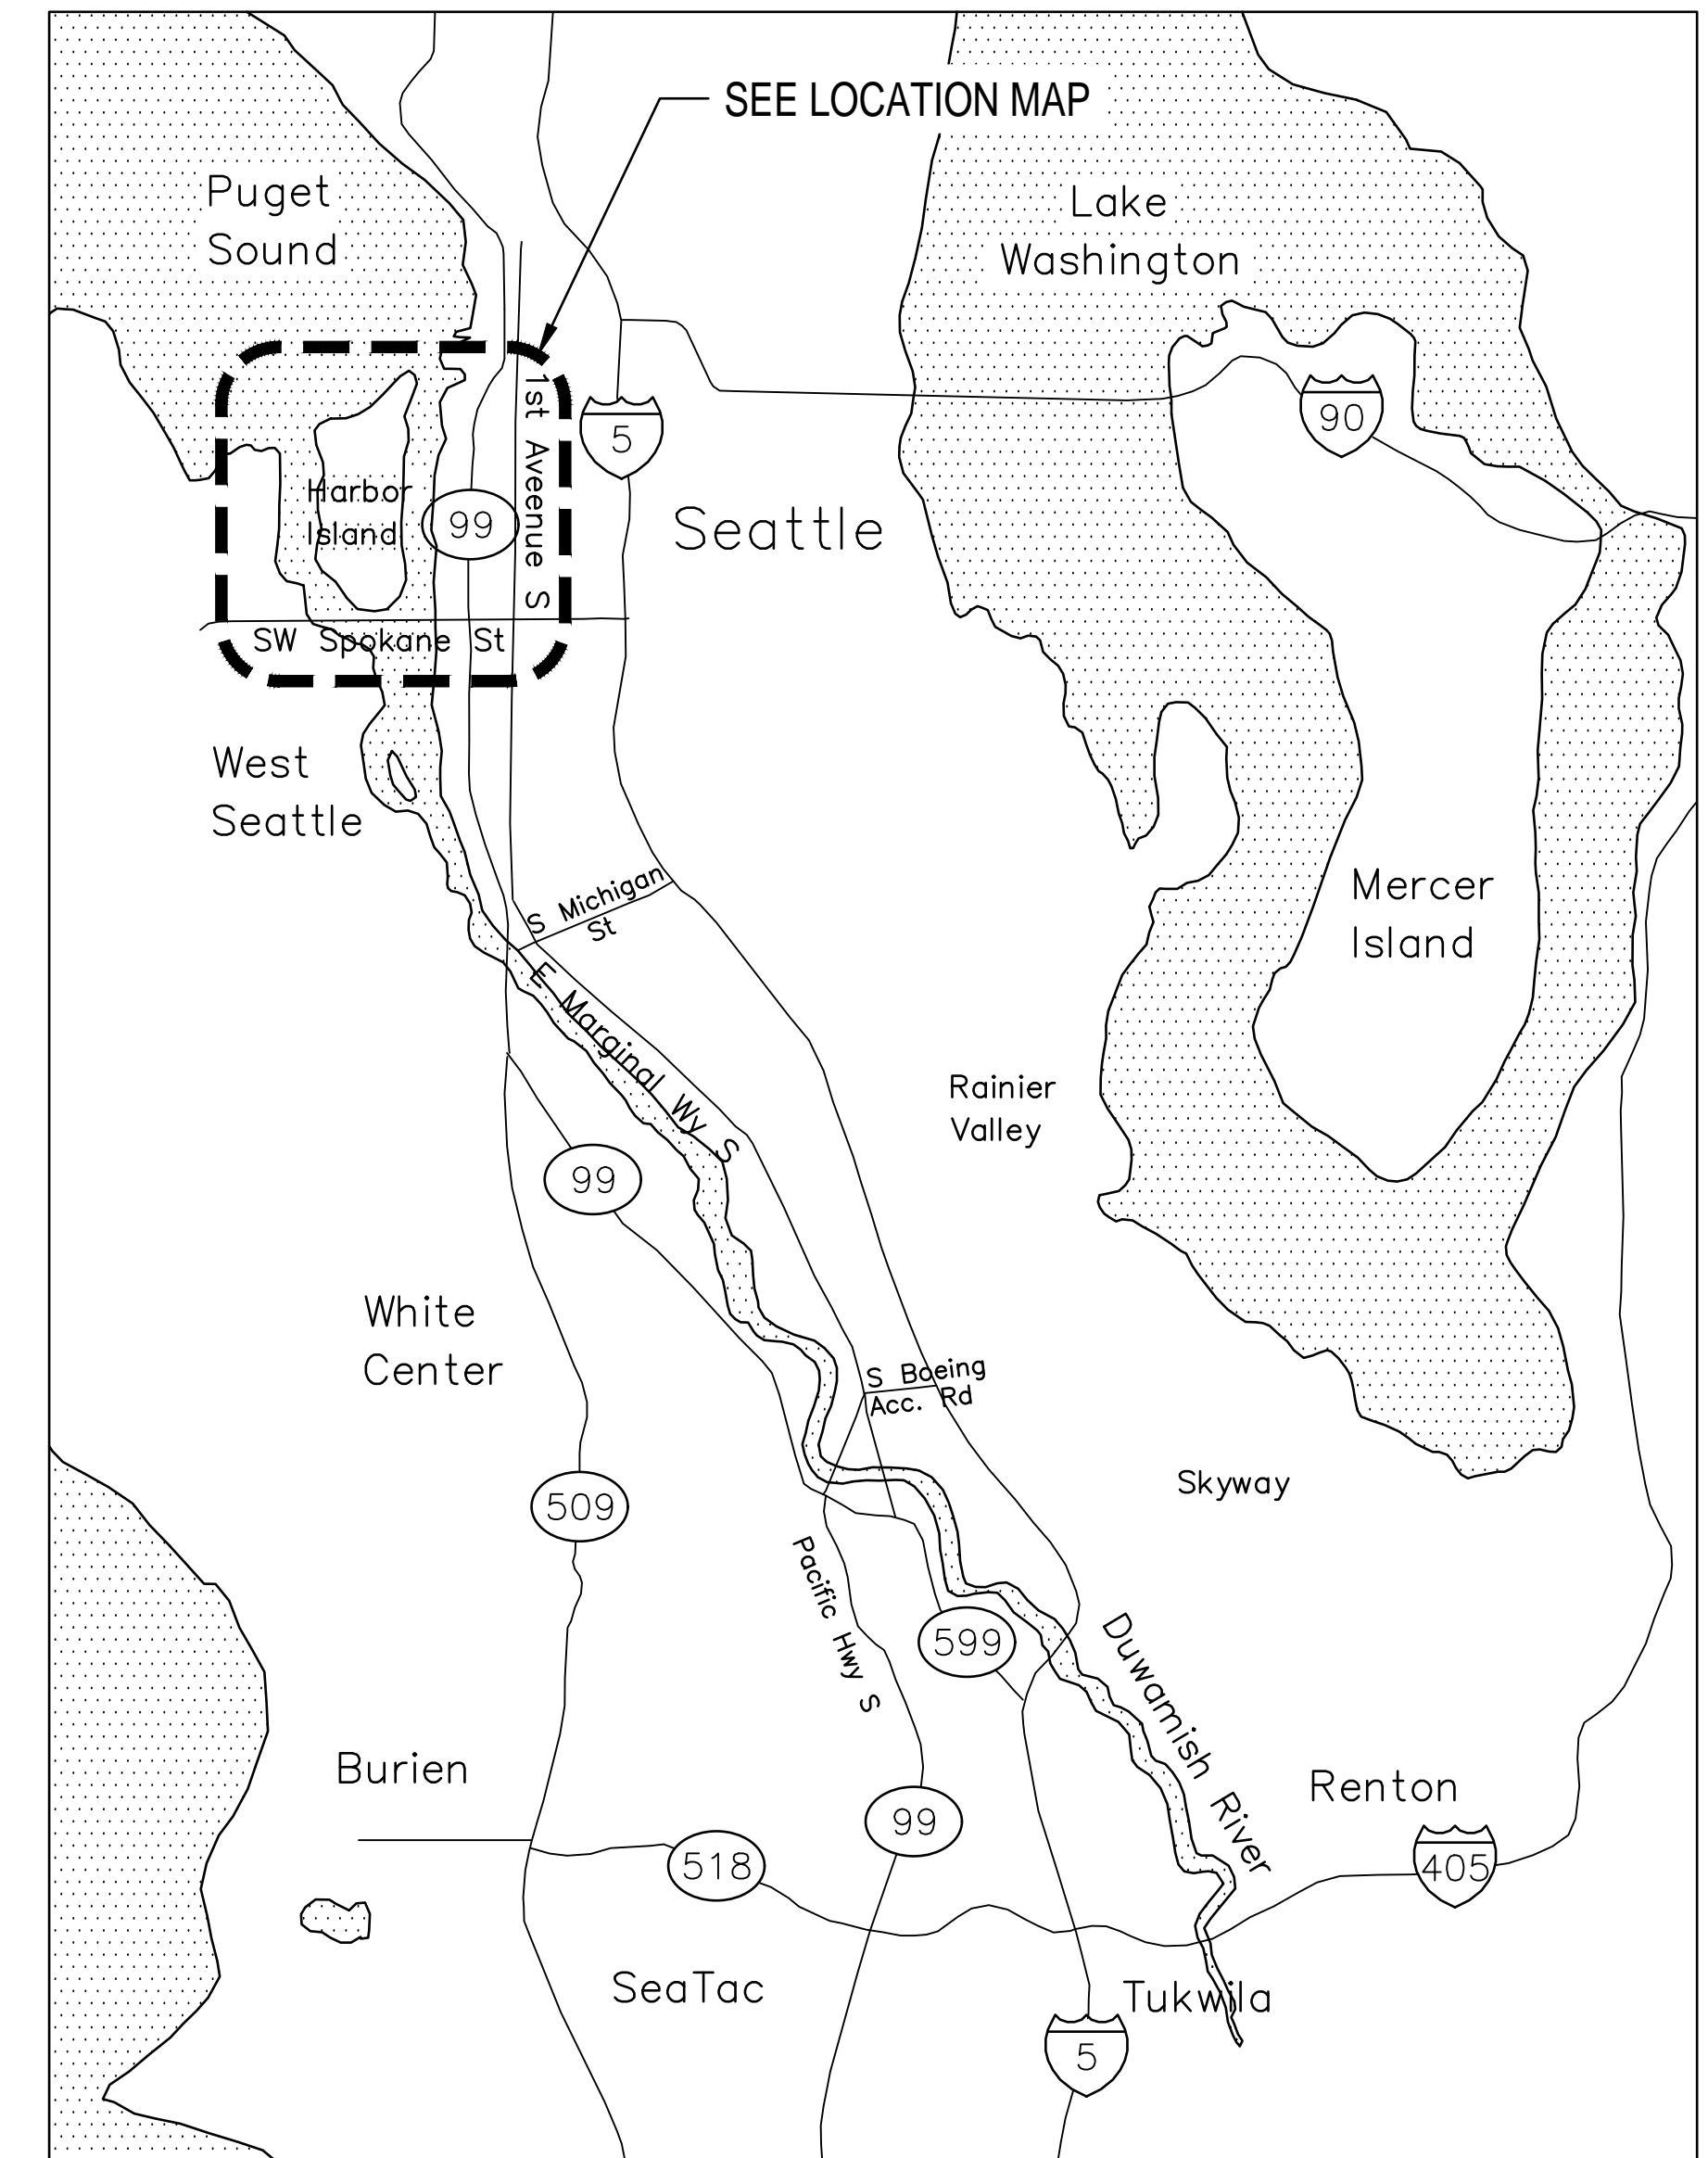 SEE LOCATION MAP
Puget
Sound
Lake
Washington
1st Aveenue S
5
90
Harbor
Island
99
Seattle
SW Spokane St
West
Seattle
S Michigan
St
Mercer
Island
E Marginal Wy S
Rainier
Valley
99
White
Center
S Boeing
Acc. Rd
Skyway
509
Pacific Hwy S
599
Duwamish River
Burien
Renton
99
518
405
SeaTac
Tukwila
5